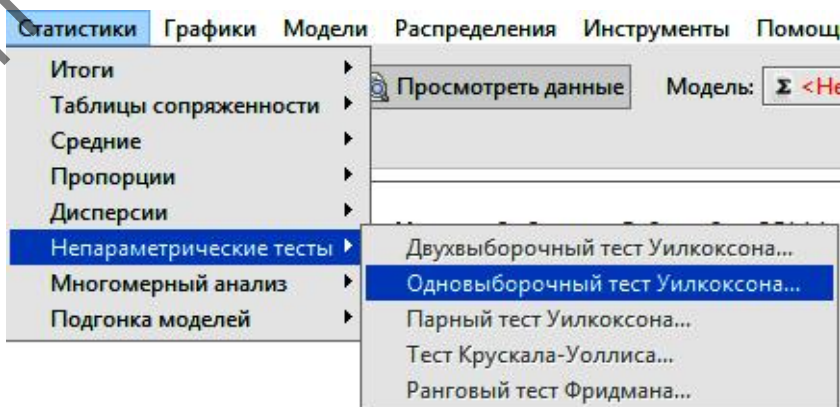 Статистики Графики Модели Распределения Инструменты Помощ
Итоги
Таблицы сопряженности
Средние
Пропорции
Дисперсии
Непараметрические тесты
Многомерный анализ
Подгонка моделей
Просмотреть данные Модель: Σ <Не
Двухвыборочный тест Уилкоксона...
Одновыборочный тест Уилкоксона...
Парный тест Уилкоксона...
Тест Крускала-Уоллиса...
Ранговый тест Фридмана...